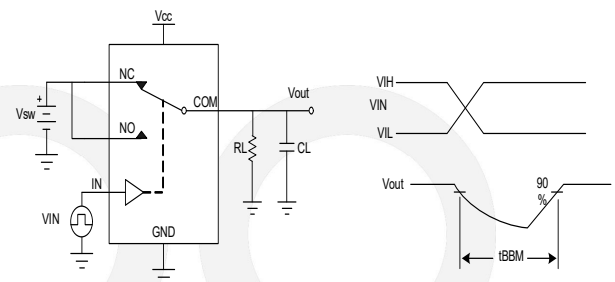 Vcc
NC
COM
Vout
Vsw
+
-
NO
RL
CL
IN
VIN
GND
VIH
VIN
VIL
Vout
90
%
tBBM